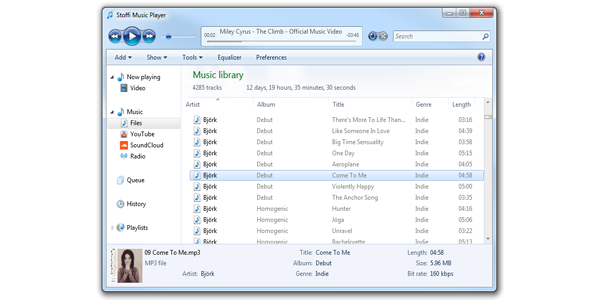 Stoffi Music Player
00:02 Miley Cyrus - The Climb - Official Music Video -03:45
Search
Add Show Tools Equalizer Preferences
Now playing
Video
Music
Files
YouTube
SoundCloud
Radio
Queue
History
Playlists
Music library
4285 tracks 12 days, 19 hours, 35 minutes, 30 seconds
Artist Album Title Genre Length
Björk Debut There's More To Life Than... Indie 03:16
Björk Debut Like Someone In Love Indie 04:39
Björk Debut Big Time Sensuality Indie 03:58
Björk Debut One Day Indie 05:15
Björk Debut Aeroplane Indie 04:05
Björk Debut Come To Me Indie 04:58
Björk Debut Violently Happy Indie 05:00
Björk Debut The Anchor Song Indie 03:35
Björk Homogenic Hunter Indie 04:16
Björk Homogenic Jóga Indie 05:06
Björk Homogenic Unravel Indie 03:22
Björk Homogenic Bachelorette Indie 05:13
09 Come To Me.mp3 Title: Come To Me Length: 04:58
MP3 file Album: Debut Size: 5,96 MB
Artist: Björk Genre: Indie Bit rate: 160 kbps